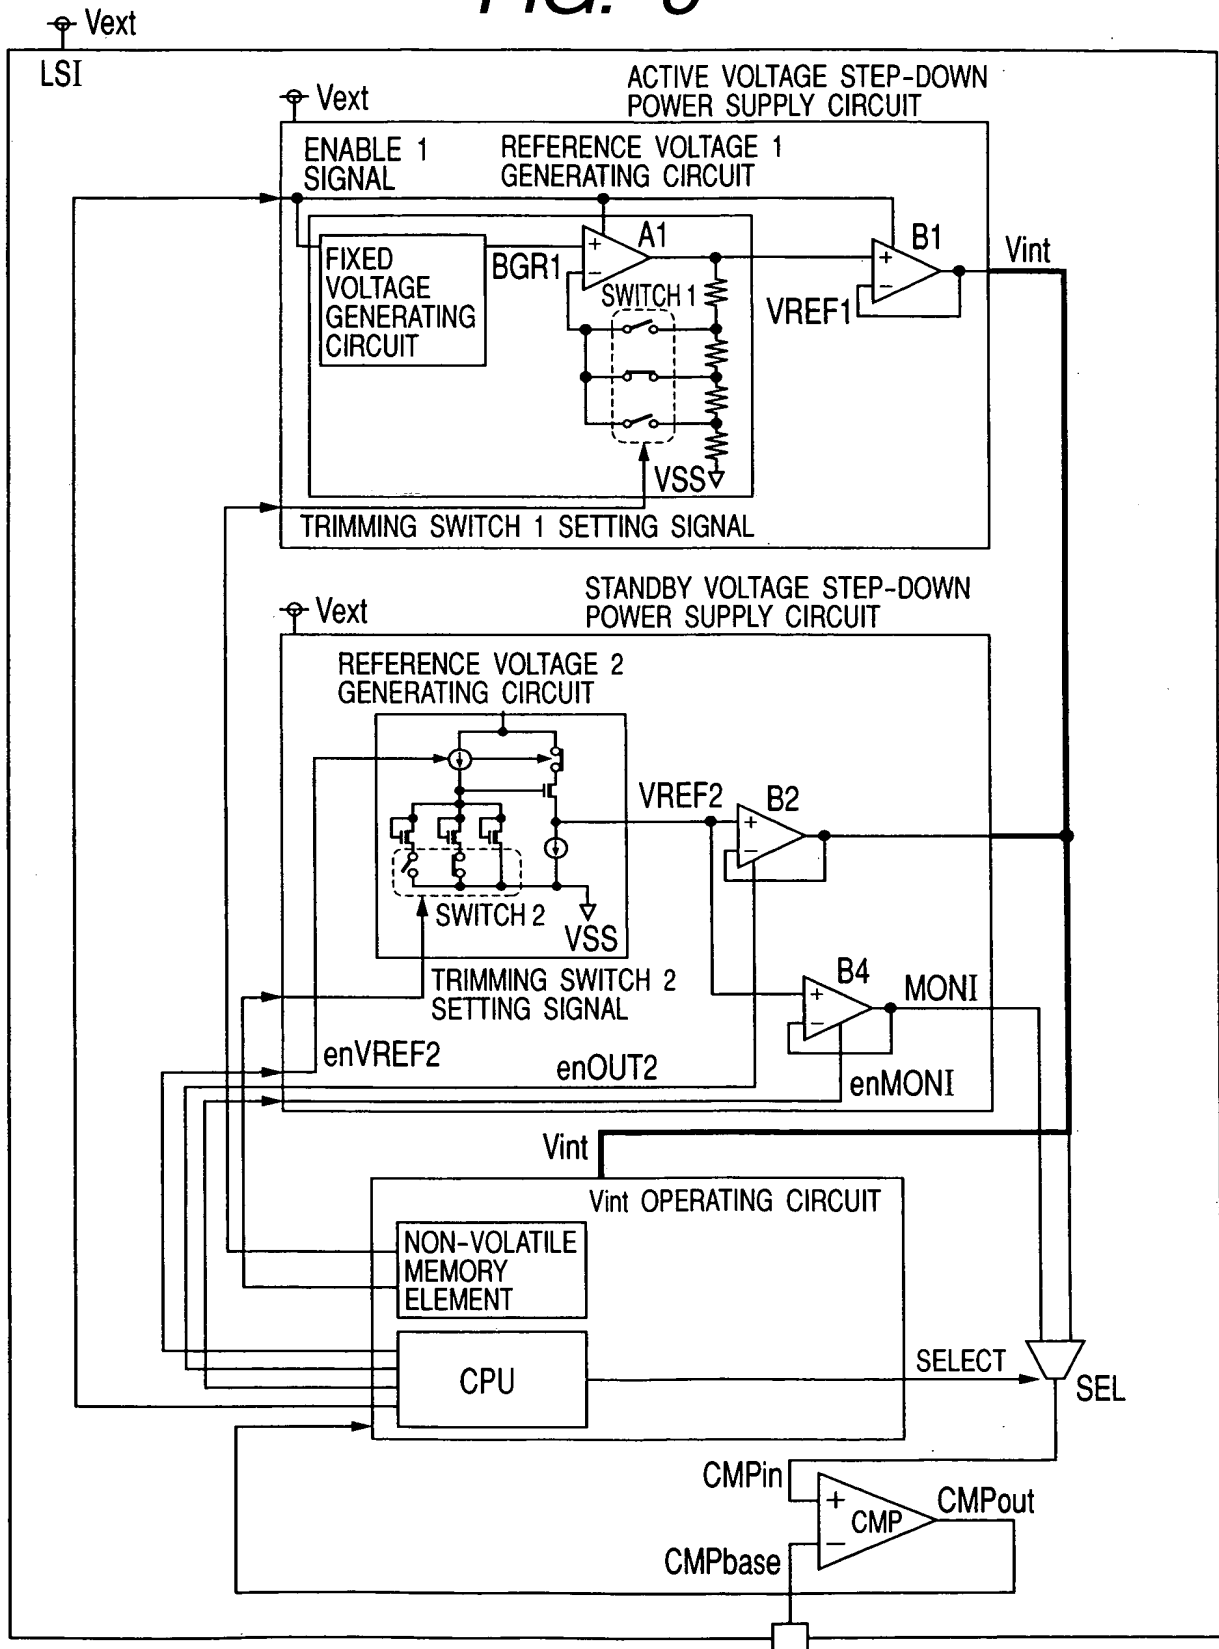 Vext
LSI
Vext
ACTIVE VOLTAGE STEP-DOWN
POWER SUPPLY CIRCUIT
ENABLE 1
SIGNAL
REFERENCE VOLTAGE 1
GENERATING CIRCUIT
FIXED
VOLTAGE
GENERATING
CIRCUIT
BGR1
+
−
A1
SWITCH 1
VSS
+
−
B1
VREF1
Vint
TRIMMING SWITCH 1 SETTING SIGNAL
Vext
STANDBY VOLTAGE STEP-DOWN
POWER SUPPLY CIRCUIT
REFERENCE VOLTAGE 2
GENERATING CIRCUIT
VREF2
+
−
B2
SWITCH 2
VSS
TRIMMING SWITCH 2
SETTING SIGNAL
+
−
B4
MONI
enVREF2
enOUT2
enMONI
Vint
Vint OPERATING CIRCUIT
NON-VOLATILE
MEMORY
ELEMENT
CPU
SELECT
SEL
CMPin
+
−
CMP
CMPout
CMPbase